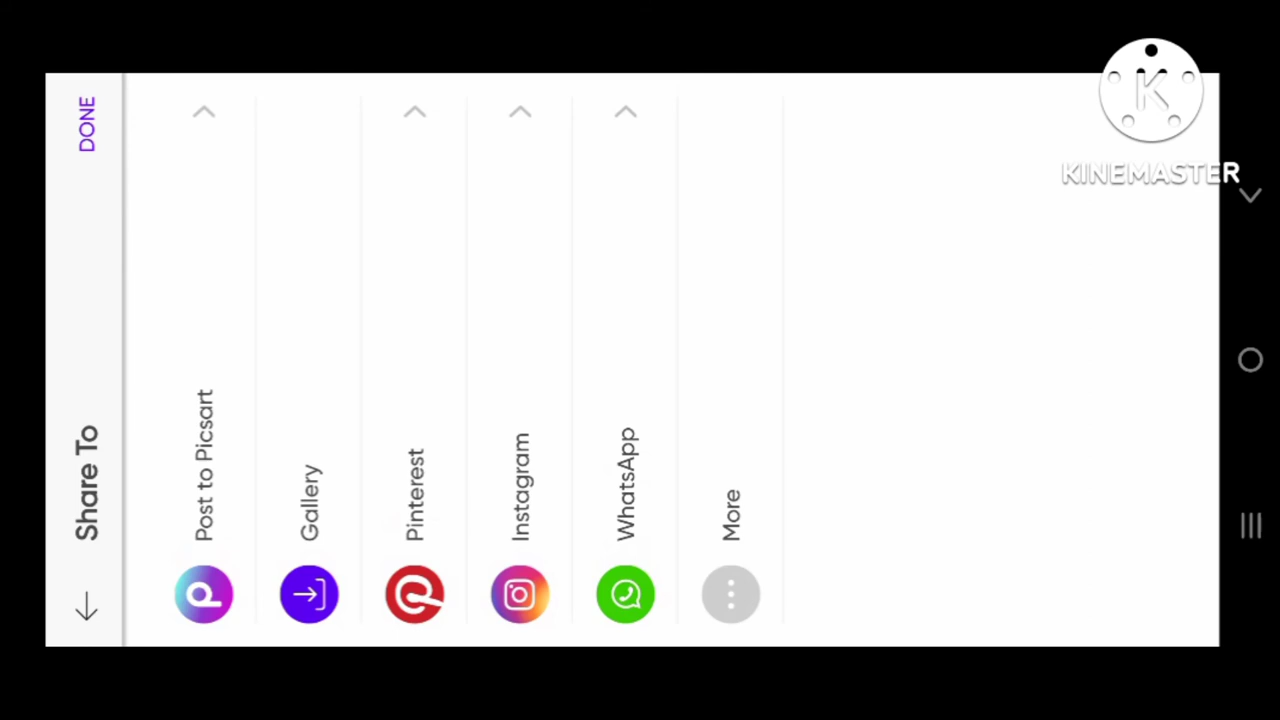 Share To
DONE
Post to Picsart
Gallery
Pinterest
Instagram
WhatsApp
More
K
KINEMASTER